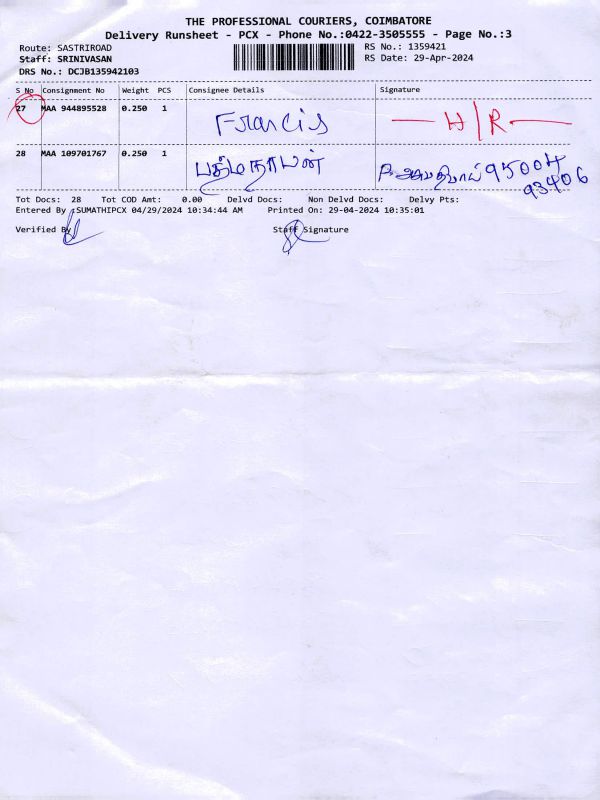 THE PROFESSIONAL COURIERS, COIMBATORE
Delivery Runsheet - PCX - Phone No.:0422-3505555 - Page No.:3
Route: SASTRIROAD
RS No.: 1359421
Staff: SRINIVASAN
RS Date: 29-Apr-2024
DRS No.: DCJB135942103
S No Consignment No Weight PCS Consignee Details Signature
27 MAA 944895528 0.250 1 Francis H/R
28 MAA 109701767 0.250 1 பத்மநாபன் P. 95004
93406
Tot Docs: 28 Tot COD Amt: 0.00 Delvd Docs: Non Delvd Docs: Delvy Pts:
Entered By :SUMATHIPCX 04/29/2024 10:34:44 AM Printed On: 29-04-2024 10:35:01
Verified By Staff Signature